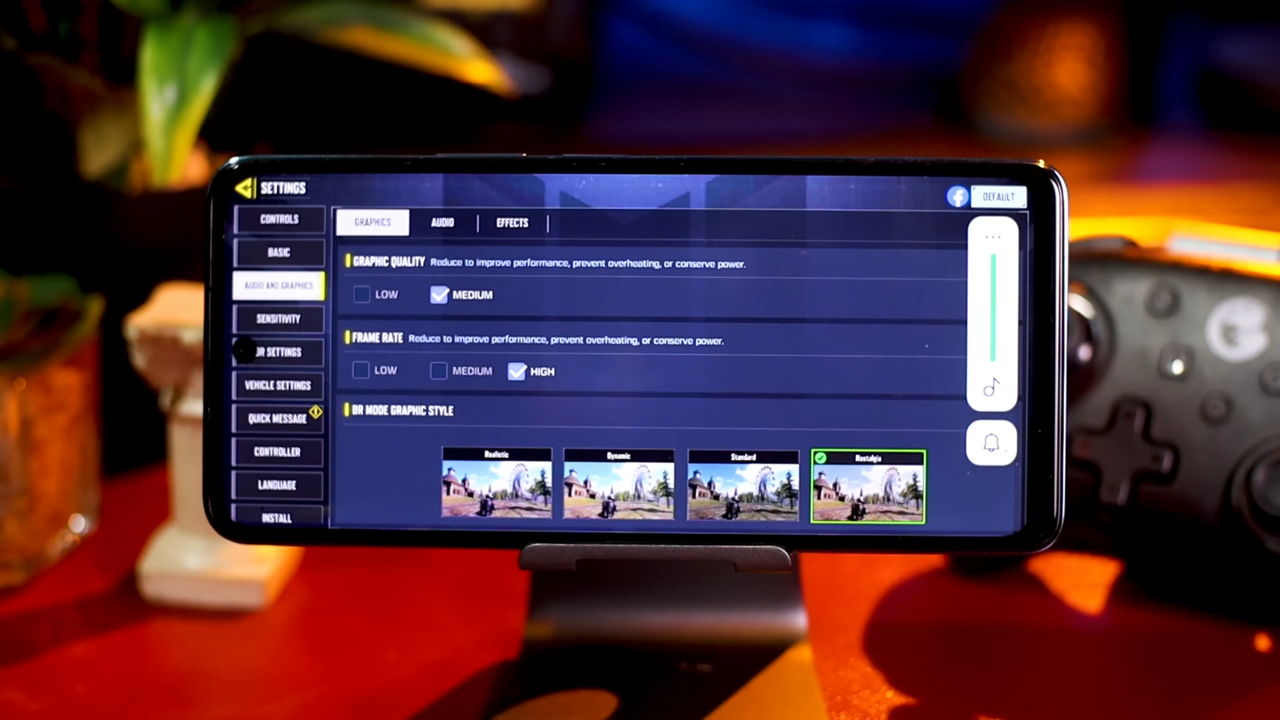 SETTINGS
DEFAULT
CONTROLS
BASIC
AUDIO AND GRAPHICS
SENSITIVITY
BR SETTINGS
VEHICLE SETTINGS
QUICK MESSAGE
CONTROLLER
LANGUAGE
INSTALL
GRAPHICS AUDIO EFFECTS
GRAPHIC QUALITY Reduce to improve performance, prevent overheating, or conserve power.
LOW MEDIUM
FRAME RATE Reduce to improve performance, prevent overheating, or conserve power.
LOW MEDIUM HIGH
BR MODE GRAPHIC STYLE
Realistic Dynamic Standard Nostalgia